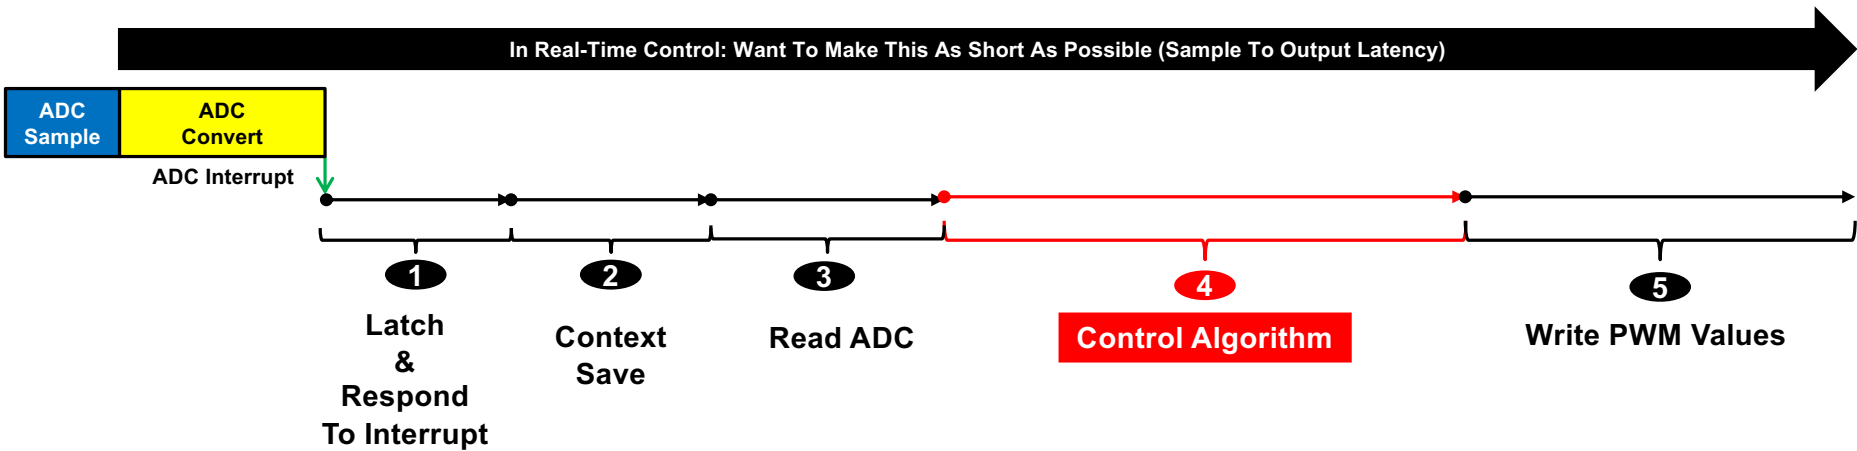 In Real-Time Control: Want To Make This As Short As Possible (Sample To Output Latency)
ADC
Sample
ADC
Convert
ADC Interrupt
1
Latch
&
Respond
To Interrupt
2
Context
Save
3
Read ADC
4
Control Algorithm
5
Write PWM Values